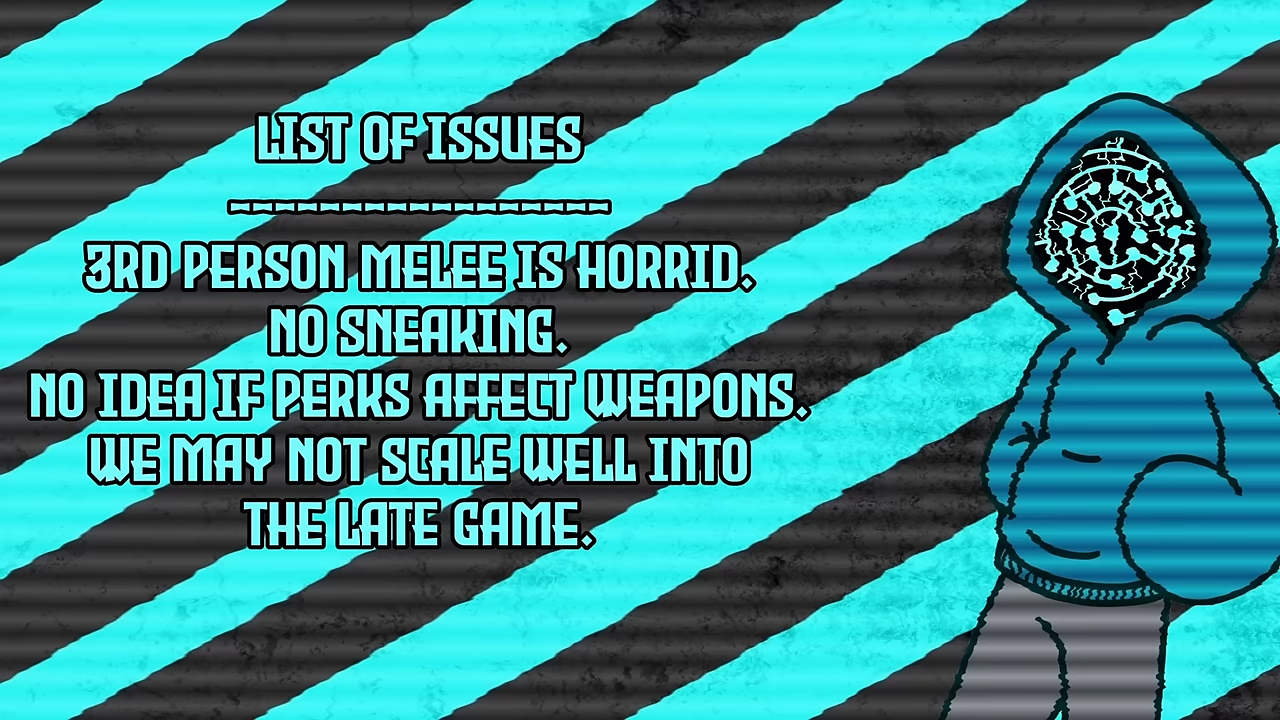 LIST OF ISSUES
-----------------
3RD PERSON MELEE IS HORRID.
NO SNEAKING.
NO IDEA IF PERKS AFFECT WEAPONS.
WE MAY NOT SCALE WELL INTO
THE LATE GAME.